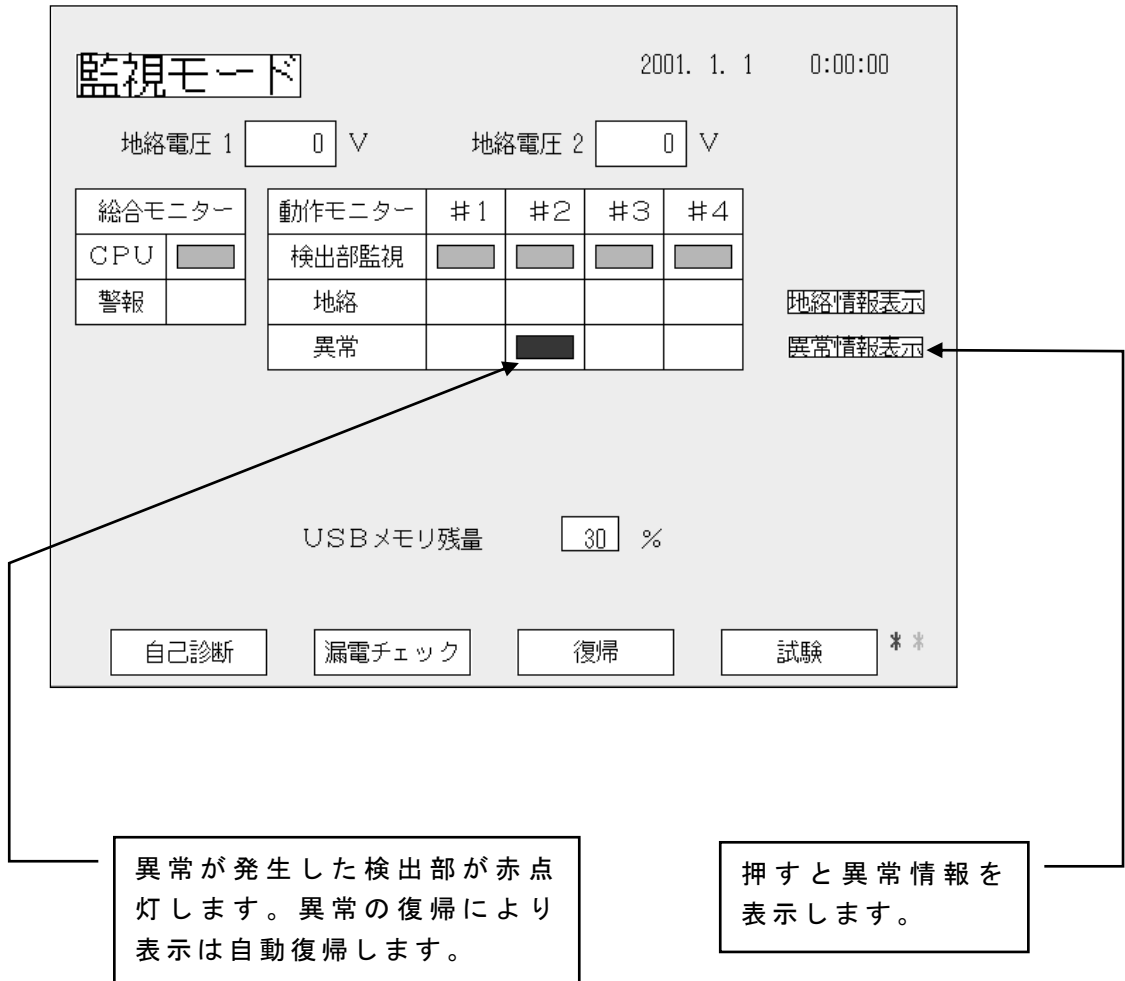 監視モード
2001. 1. 1 0:00:00
地絡電圧 1 0 V 地絡電圧 2 0 V
総合モニター 動作モニター #1 #2 #3 #4
CPU 検出部監視
警報 地絡 地絡情報表示
異常 異常情報表示
USBメモリ残量 30 %
自己診断 漏電チェック 復帰 試験 * *
異常が発生した検出部が赤点
灯します。異常の復帰により
表示は自動復帰します。
押すと異常情報を
表示します。